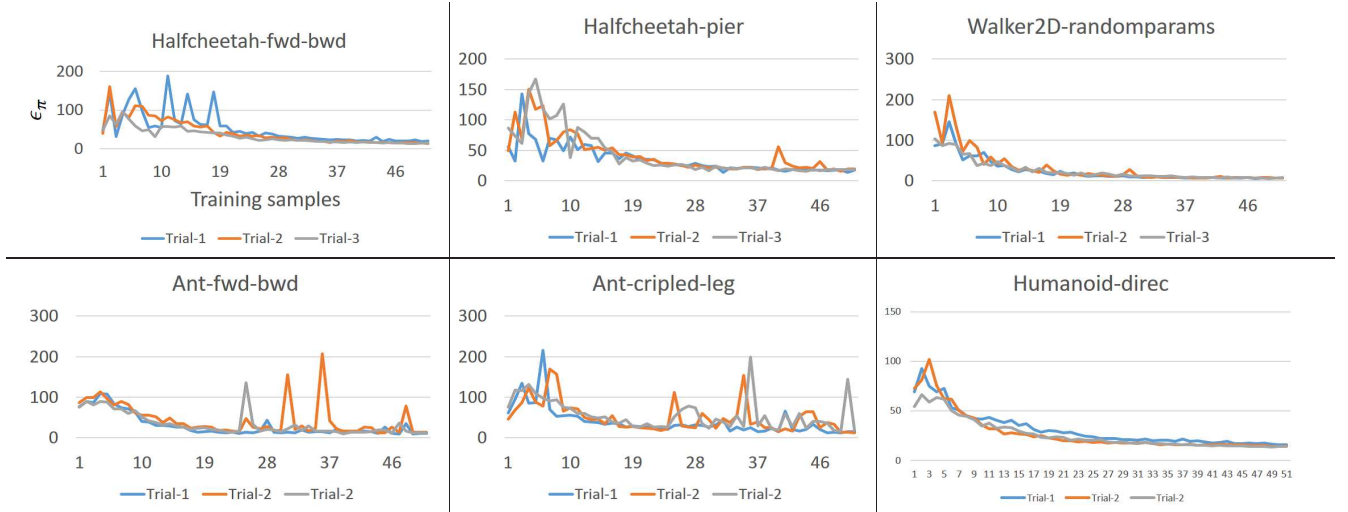 Halfcheetah-fwd-bwd
200
100
0
ϵπ
1 10 19 28 37 46
Training samples
Trial-1 Trial-2 Trial-3
Halfcheetah-pier
200
150
100
50
0
1 10 19 28 37 46
Trial-1 Trial-2 Trial-3
Walker2D-randomparams
300
200
100
0
1 10 19 28 37 46
Trial-1 Trial-2 Trial-3
Ant-fwd-bwd
300
200
100
0
1 10 19 28 37 46
Trial-1 Trial-2 Trial-2
Ant-cripled-leg
300
200
100
0
1 10 19 28 37 46
Trial-1 Trial-2 Trial-2
Humanoid-direc
150
100
50
0
1 3 5 7 9 11 13 15 17 19 21 23 25 27 29 31 33 35 37 39 41 43 45 47 49 51
Trial-1 Trial-2 Trial-2